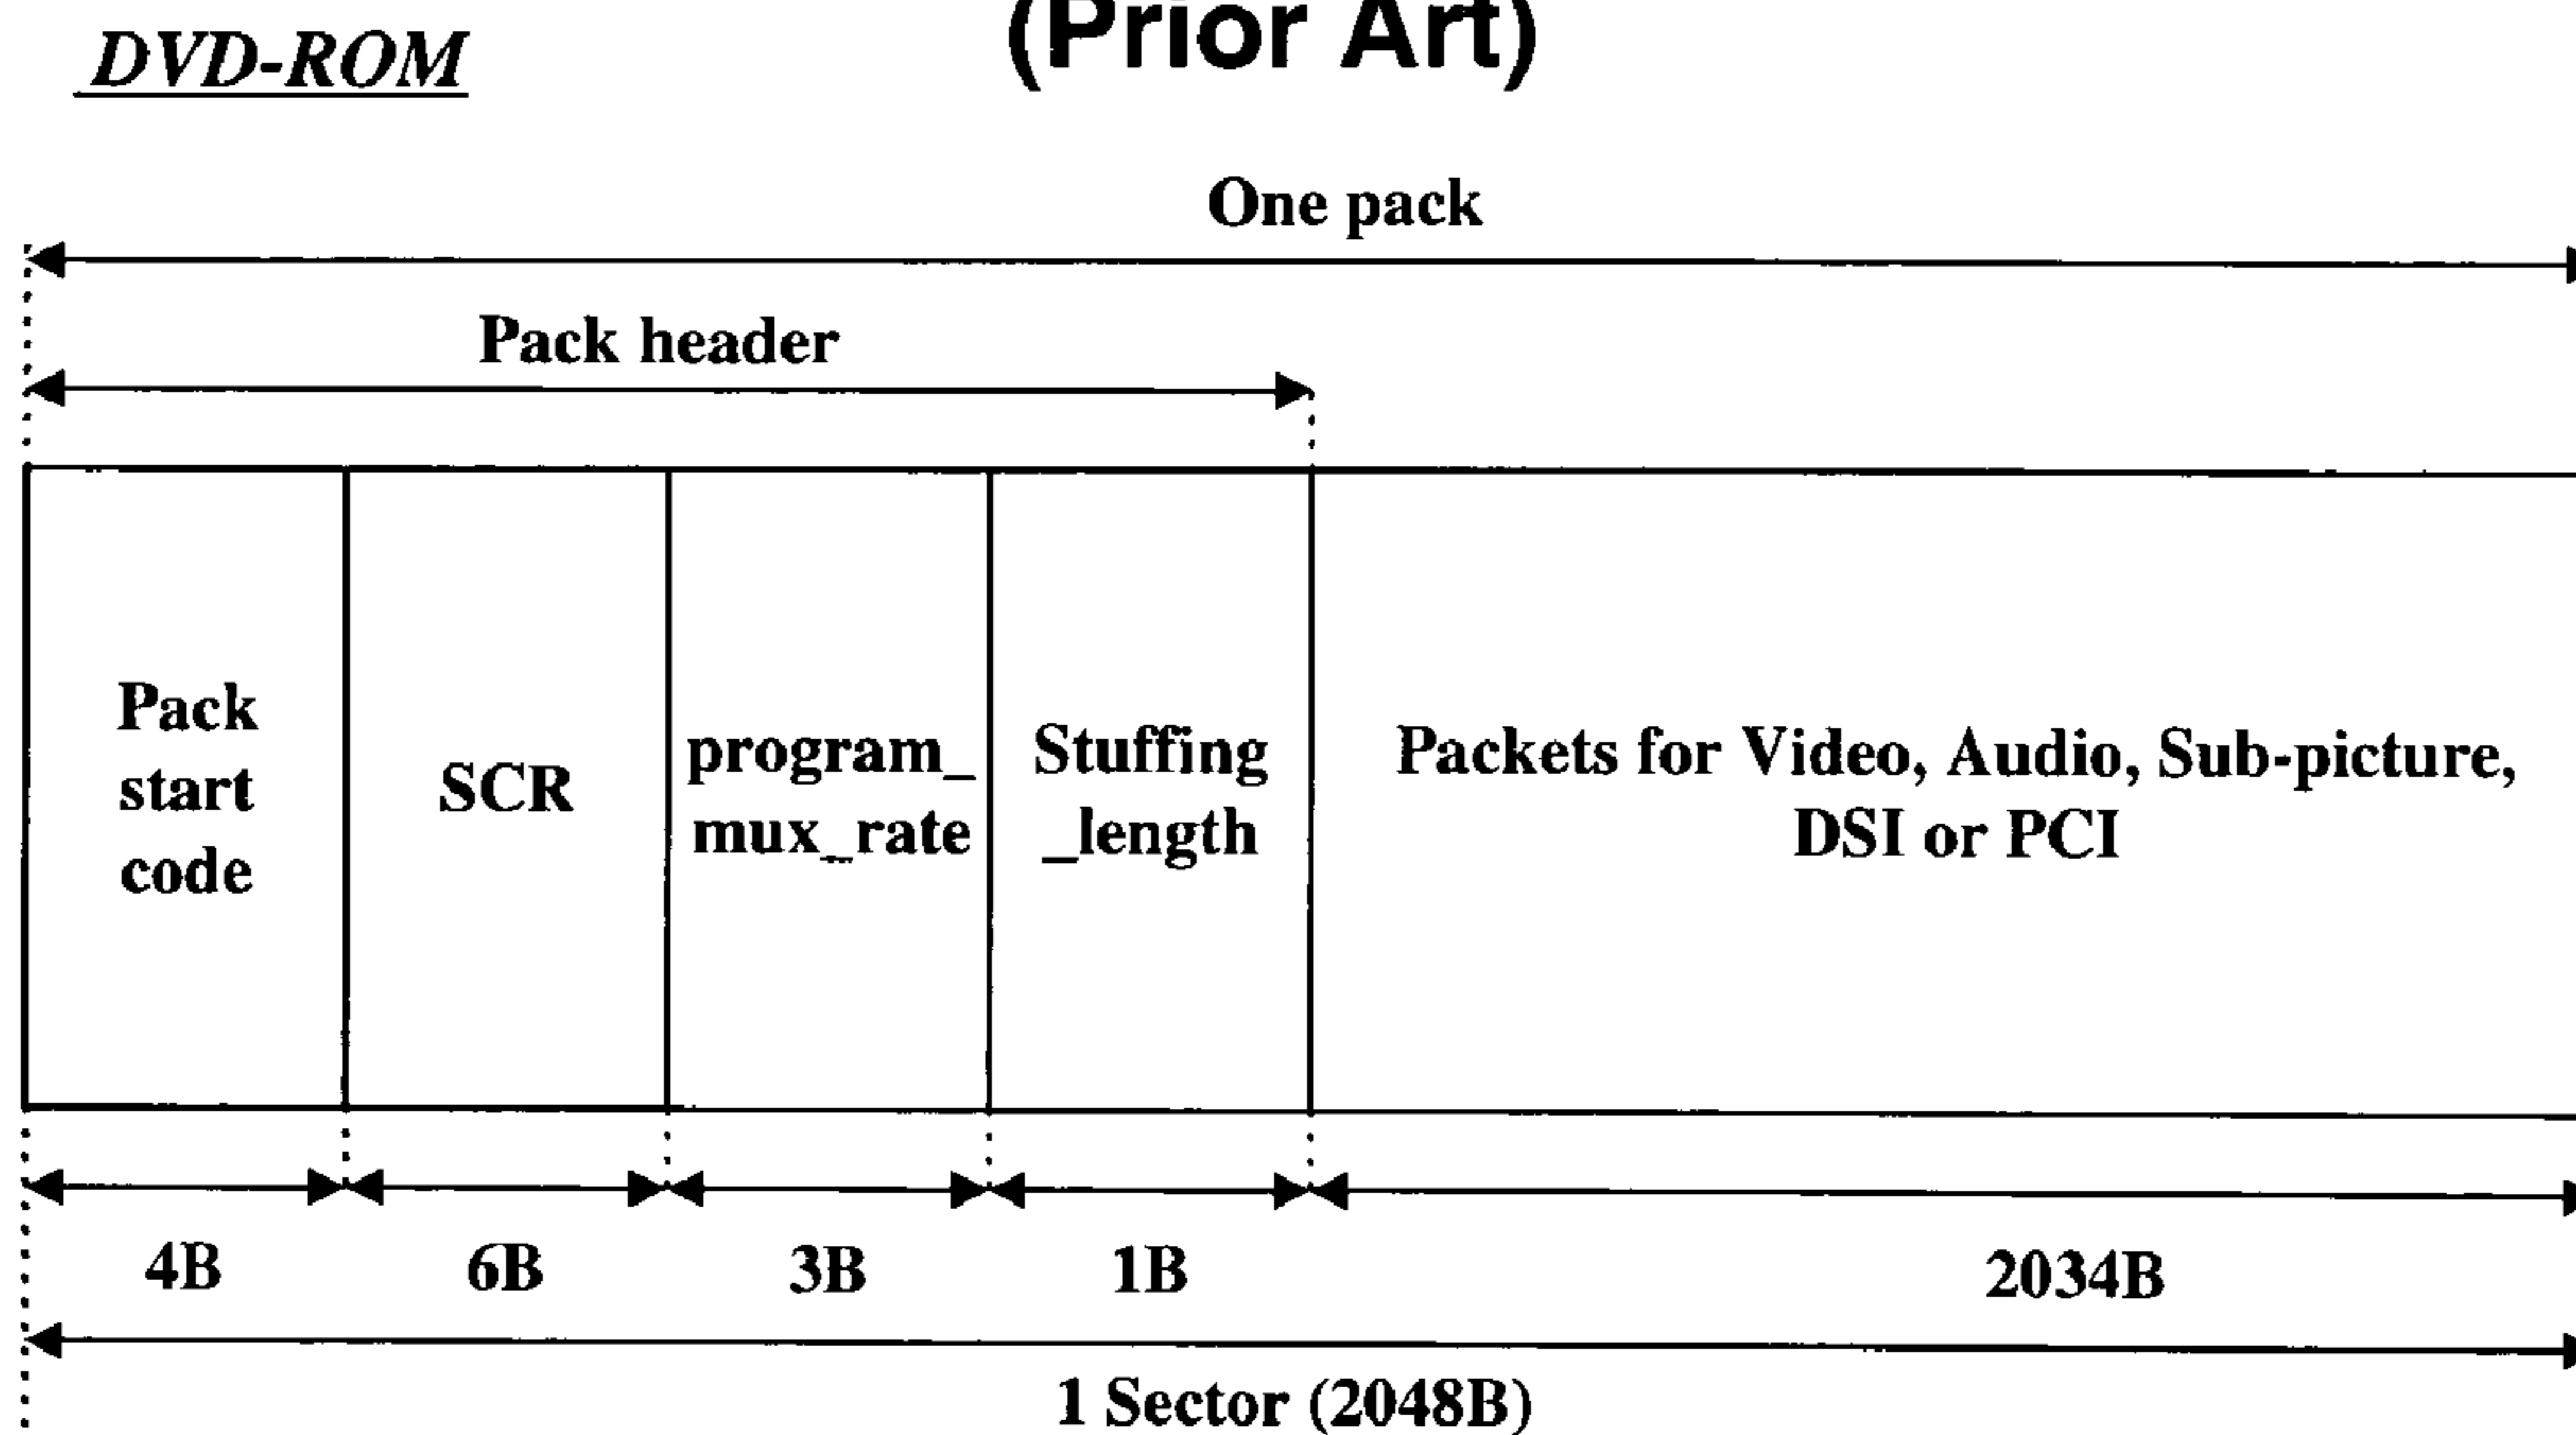 DVD-ROM
(Prior Art)
One pack
Pack header
Pack
start
code
SCR
program_
mux_rate
Stuffing
_length
Packets for Video, Audio, Sub-picture,
DSI or PCI
4B
6B
3B
1B
2034B
1 Sector (2048B)